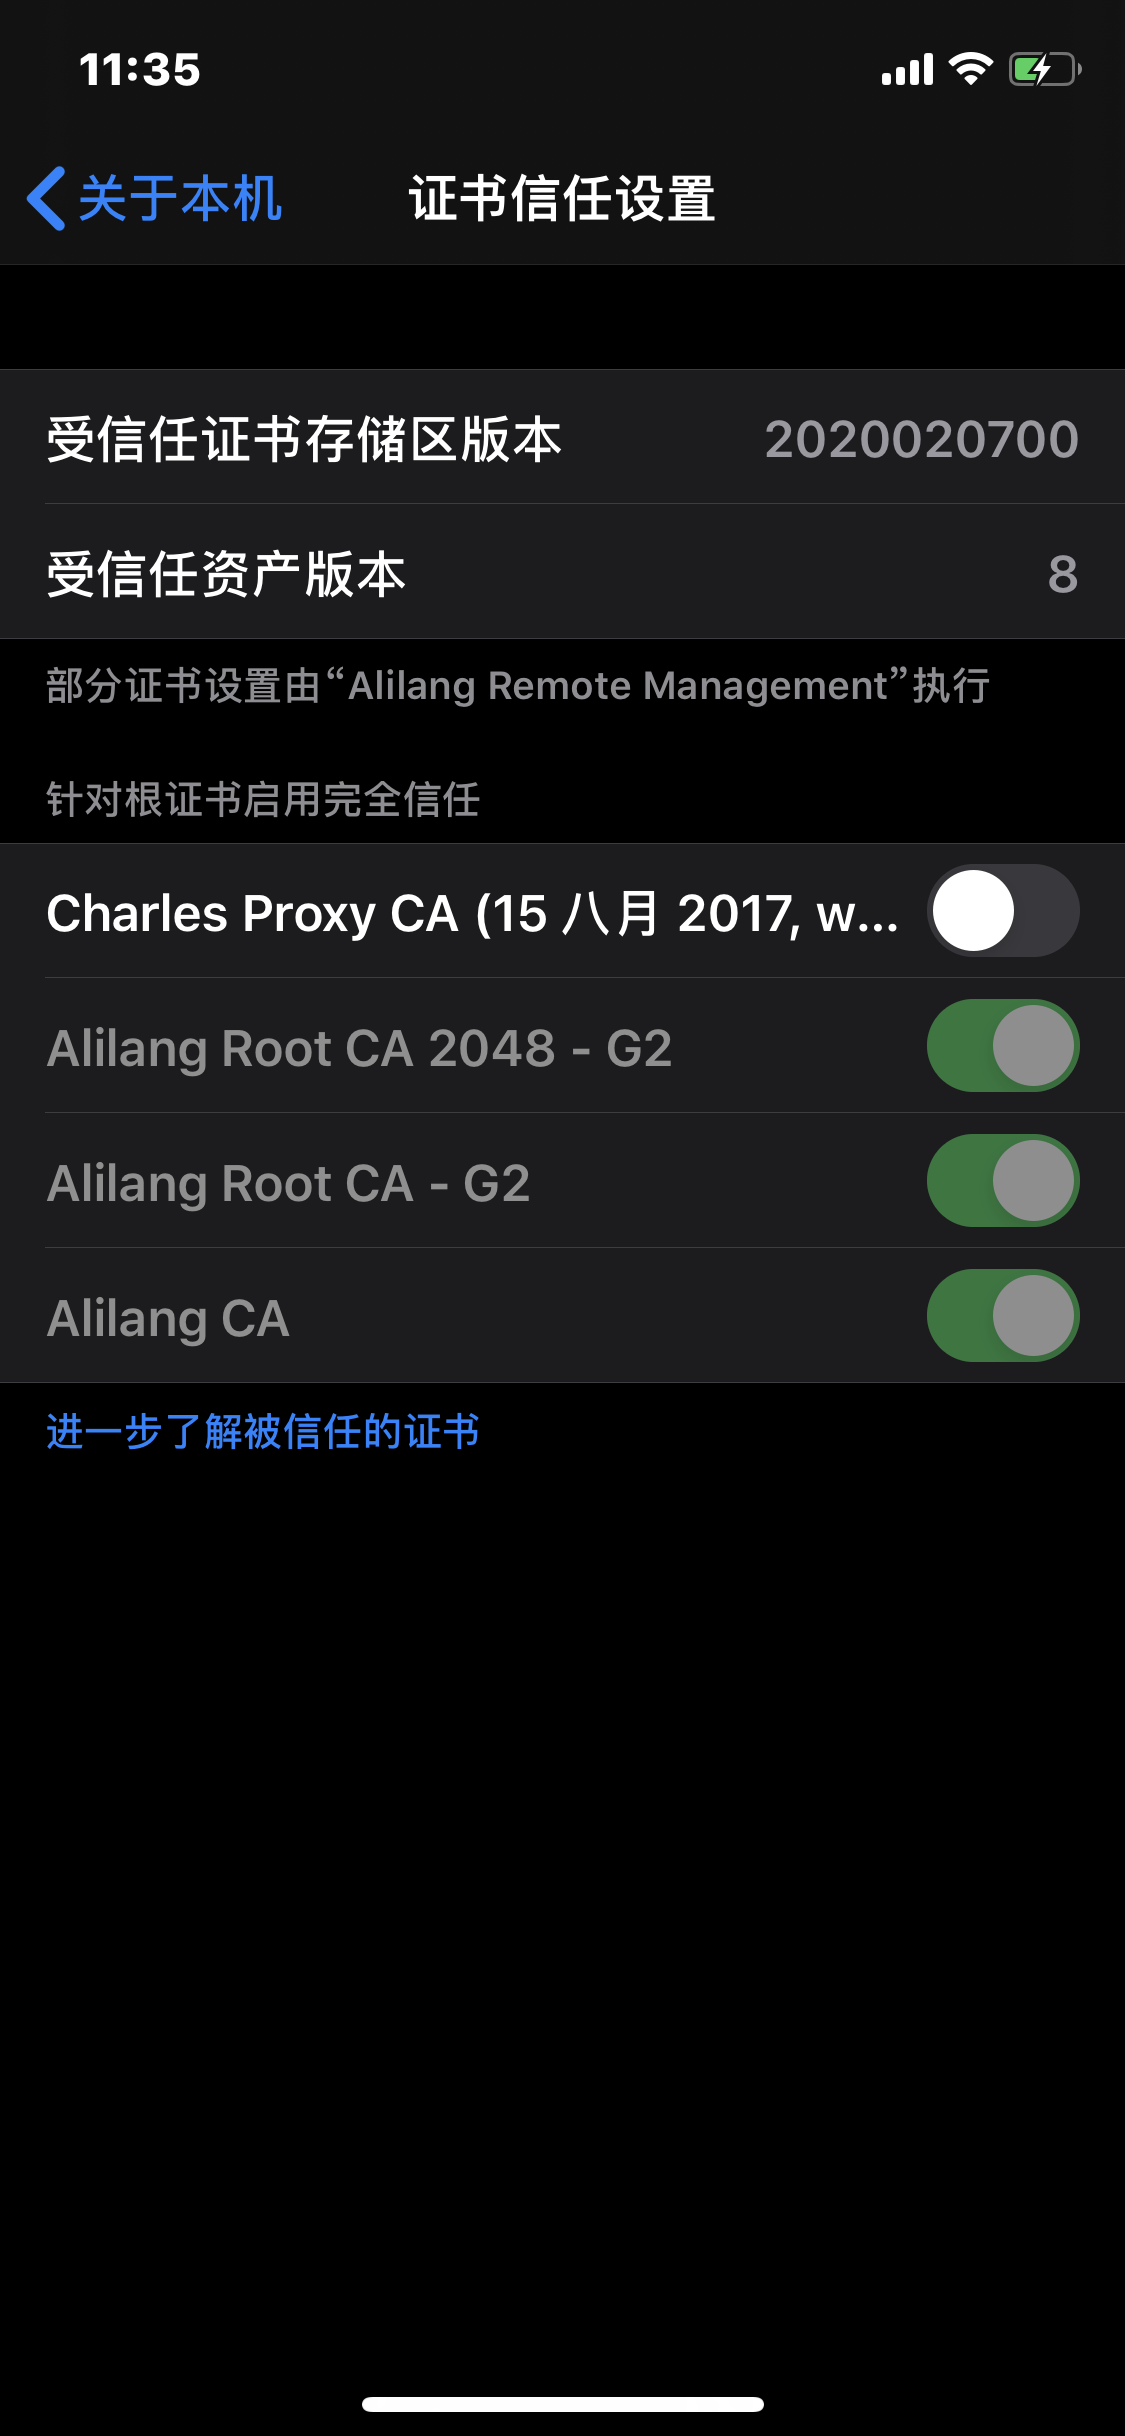 11:35
关于本机
证书信任设置
受信任证书存储区版本 2020020700
受信任资产版本 8
部分证书设置由“Alilang Remote Management”执行
针对根证书启用完全信任
Charles Proxy CA (15 八月 2017, w...
Alilang Root CA 2048 - G2
Alilang Root CA - G2
Alilang CA
进一步了解被信任的证书